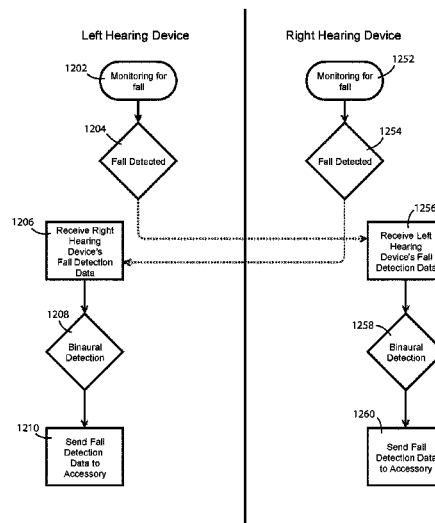 Left Hearing Device
Right Hearing Device
1202
Monitoring for
fall
1252
Monitoring for
fall
1204
Fall Detected
1254
Fall Detected
1206
Receive Right
Hearing
Device's
Fall Detection
Data
1256
Receive Left
Hearing
Device's Fall
Detection Data
1208
Binaural
Detection
1258
Binaural
Detection
1210
Send Fall
Detection
Data to
Accessory
1260
Send Fall
Detection Data
to Accessory